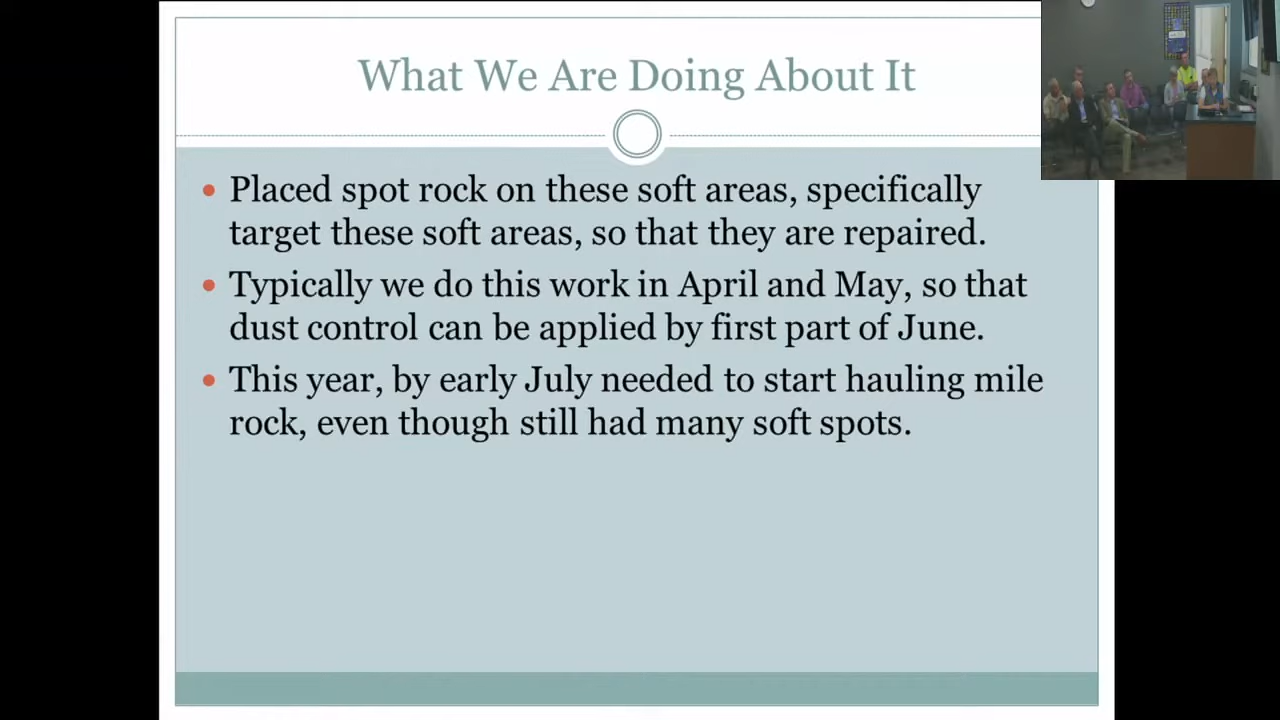 What We Are Doing About It
Placed spot rock on these soft areas, specifically
target these soft areas, so that they are repaired.
Typically we do this work in April and May, so that
dust control can be applied by first part of June.
This year, by early July needed to start hauling mile
rock, even though still had many soft spots.